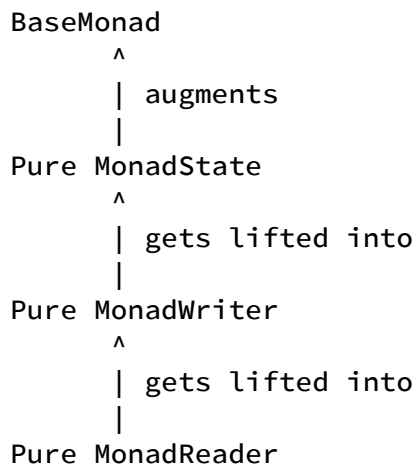 BaseMonad
^
| augments
|
Pure MonadState
^
| gets lifted into
|
Pure MonadWriter
^
| gets lifted into
|
Pure MonadReader